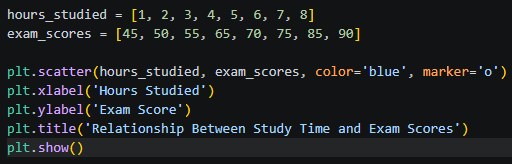 hours_studied = [1, 2, 3, 4, 5, 6, 7, 8]
exam_scores = [45, 50, 55, 65, 70, 75, 85, 90]
plt.scatter(hours_studied, exam_scores, color='blue', marker='o')
plt.xlabel('Hours Studied')
plt.ylabel('Exam Score')
plt.title('Relationship Between Study Time and Exam Scores')
plt.show()